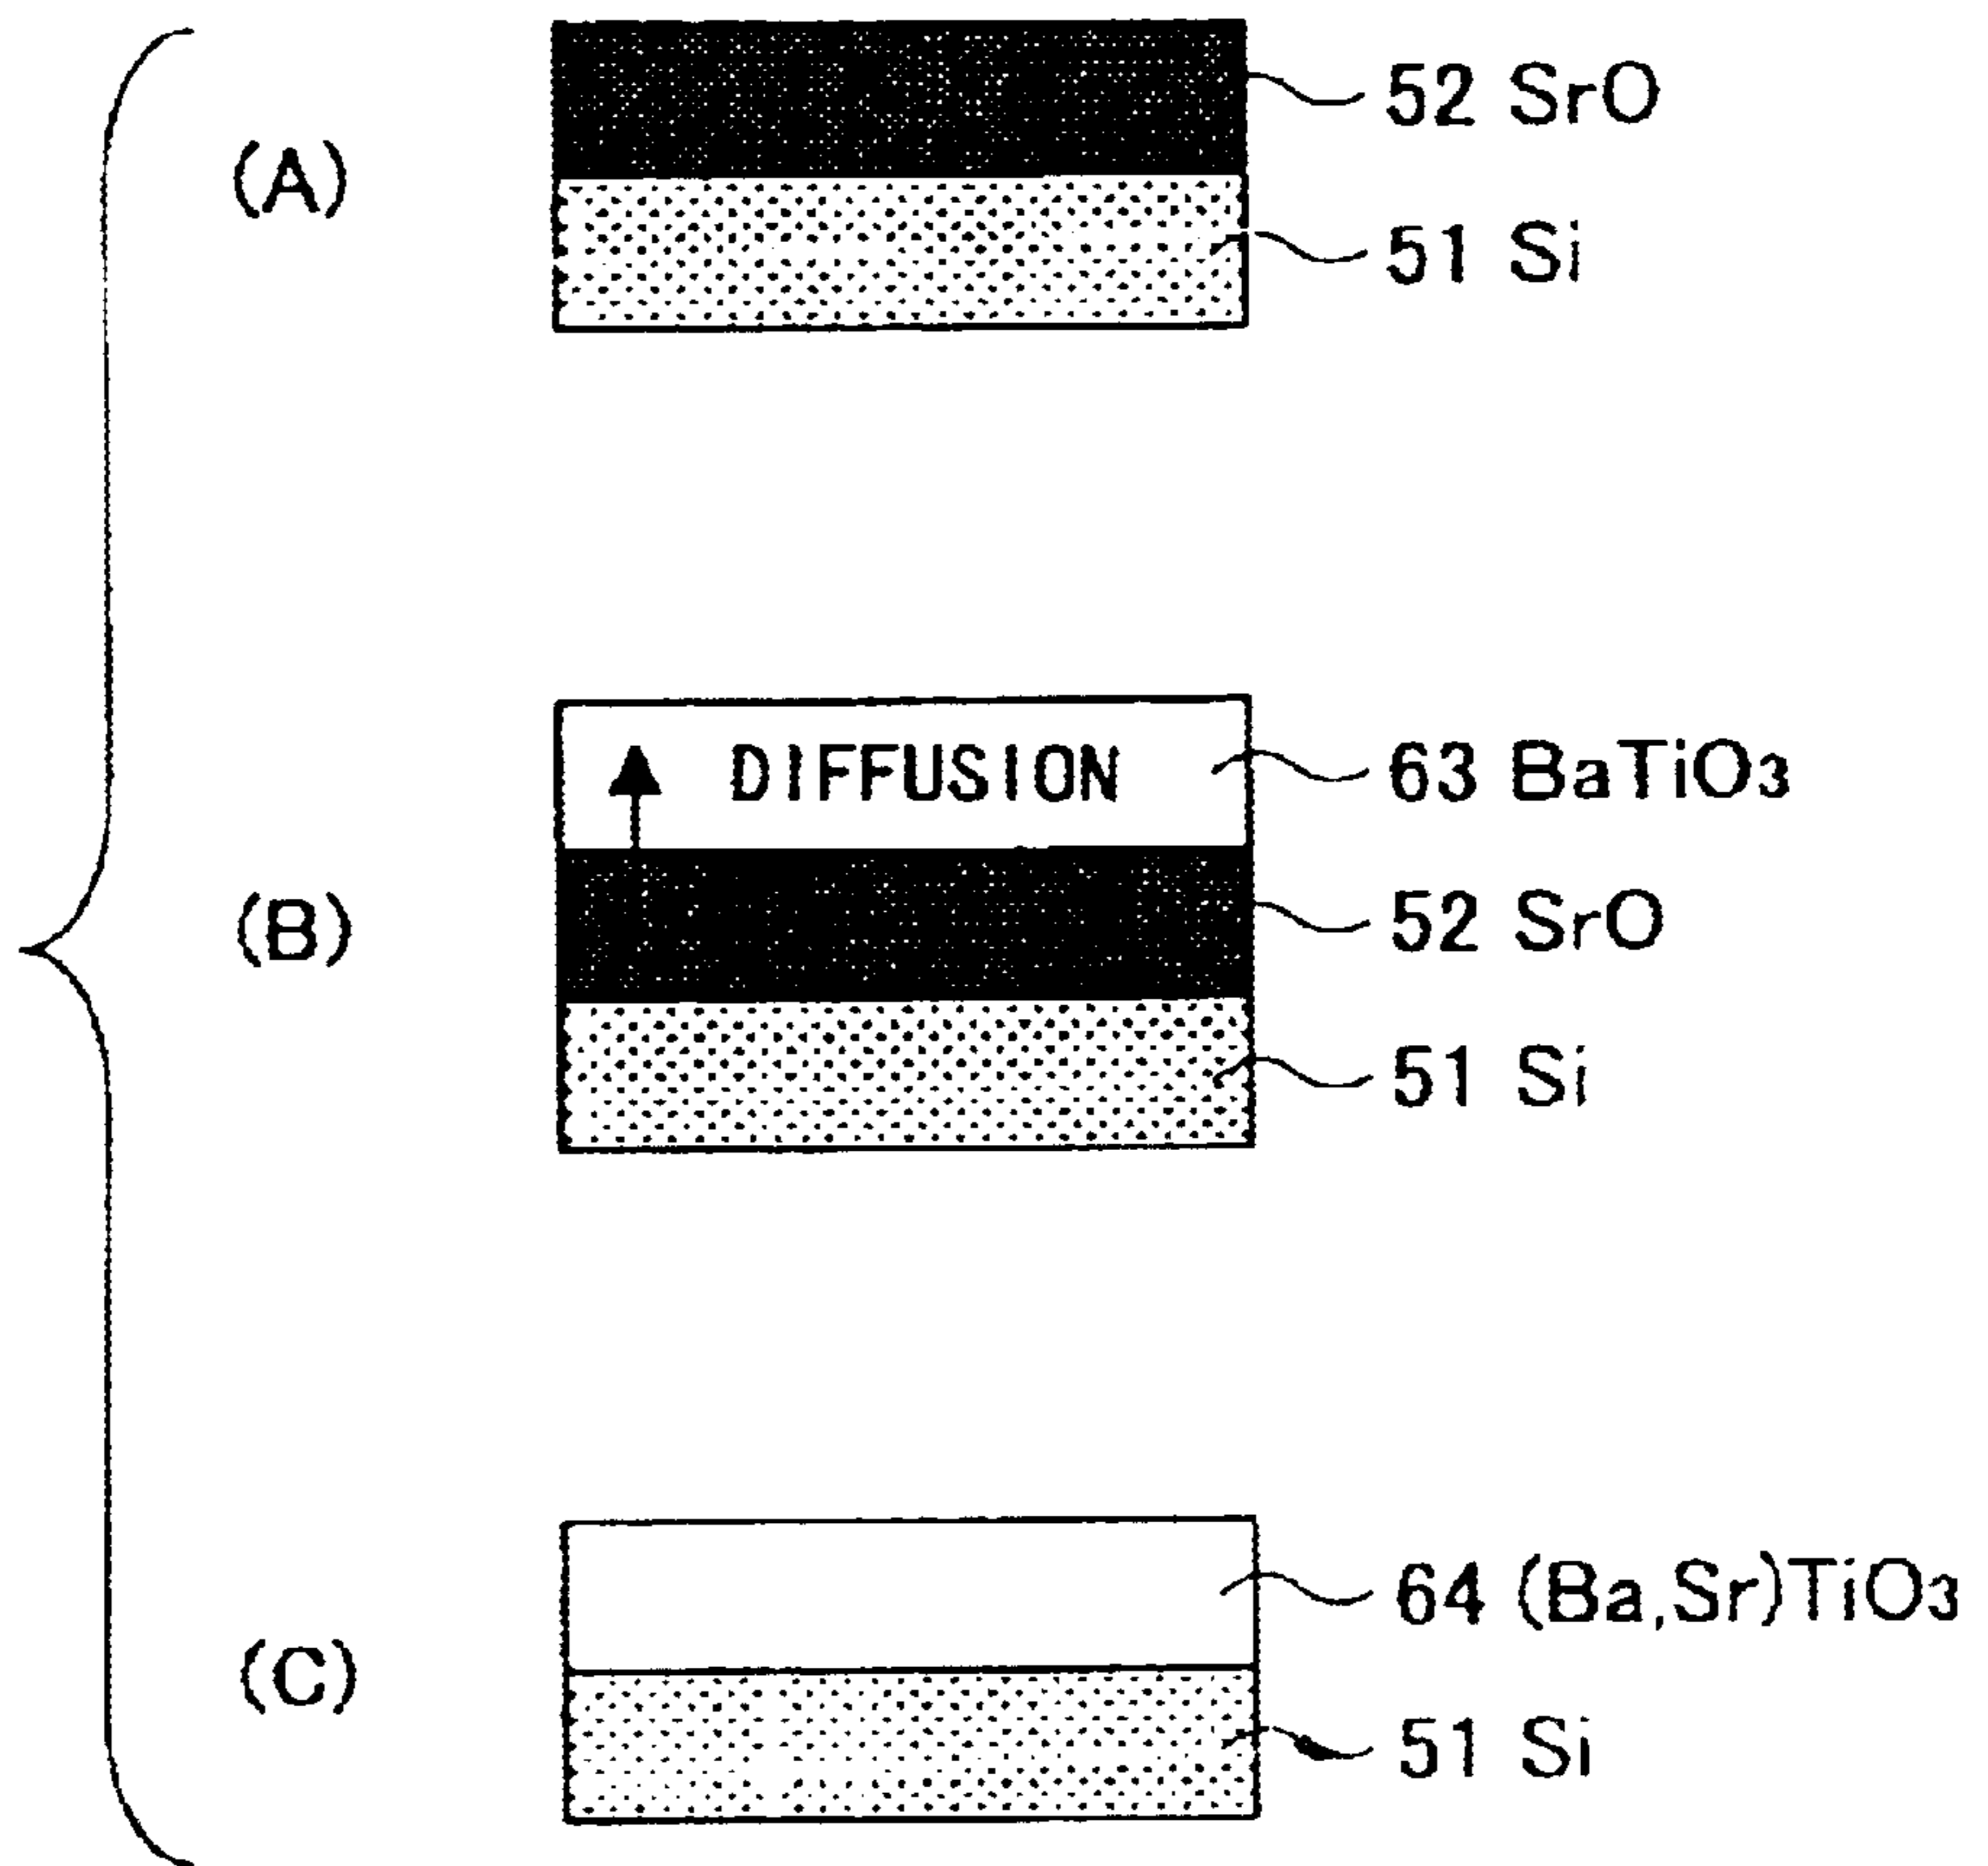 52 SrO
(A)
51 Si
DIFFUSION
63 BaTiO3
52 SrO
(B)
51 Si
64 (Ba,Sr)TiO3
(C)
51 Si